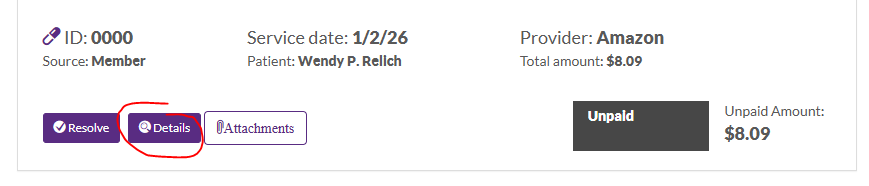 ID: 0000
Service date: 1/2/26
Provider: Amazon
Source: Member
Patient: Wendy P. Rellch
Total amount: $8.09
Resolve
Details
Attachments
Unpaid
Unpaid Amount:
$8.09